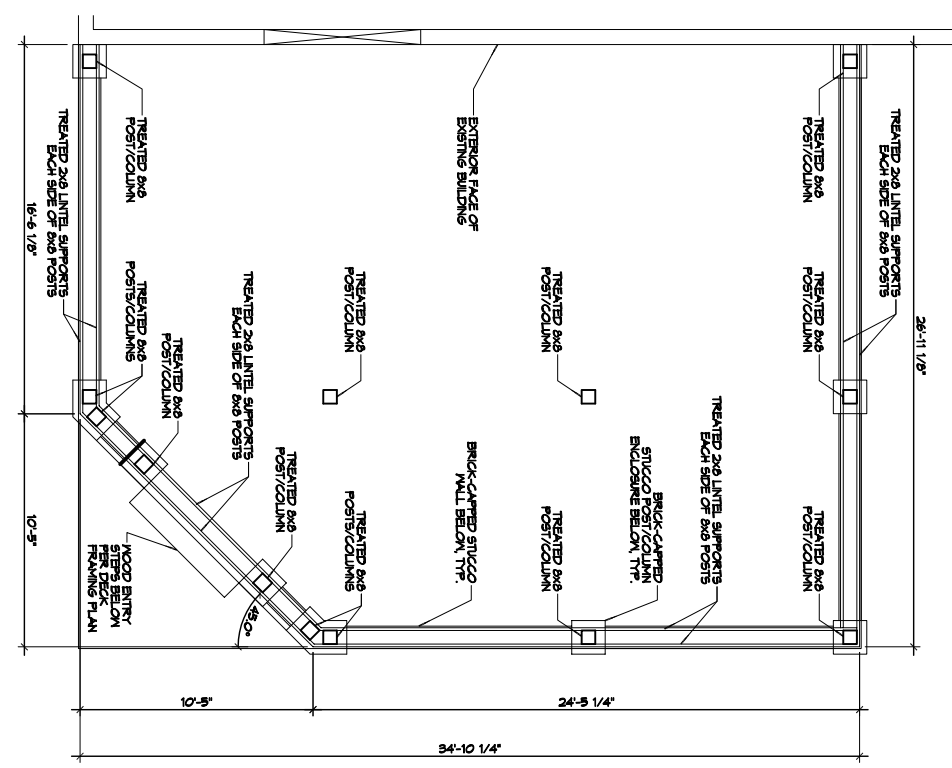 TREATED 2x8 LINTEL SUPPORTS
EACH SIDE OF 8x8 POSTS
TREATED 8x8
POST/COLUMN
EXTERIOR FACE OF
EXISTING BUILDING
TREATED 8x8
POST/COLUMN
TREATED 2x8 LINTEL SUPPORTS
EACH SIDE OF 8x8 POSTS
16'-6 1/8"
26'-11 1/8"
TREATED 8x8
POSTS/COLUMNS
TREATED 8x8
POST/COLUMN
TREATED 2x8 LINTEL SUPPORTS
EACH SIDE OF 8x8 POSTS
TREATED 8x8
POST/COLUMN
TREATED 8x8
POST/COLUMN
TREATED 8x8
POST/COLUMN
TREATED 8x8
POST/COLUMN
TREATED 8x8
POSTS/COLUMNS
BRICK-CAPPED STUCCO
WALL BELOW, TYP.
TREATED 8x8
POST/COLUMN
BRICK-CAPPED
STUCCO POST/COLUMN
ENCLOSURE BELOW, TYP.
TREATED 2x8 LINTEL SUPPORTS
EACH SIDE OF 8x8 POSTS
TREATED 8x8
POST/COLUMN
10'-5"
WOOD ENTRY
STEPS BELOW
PER DECK
FRAMING PLAN
45.0°
10'-5"
24'-5 1/4"
34'-10 1/4"